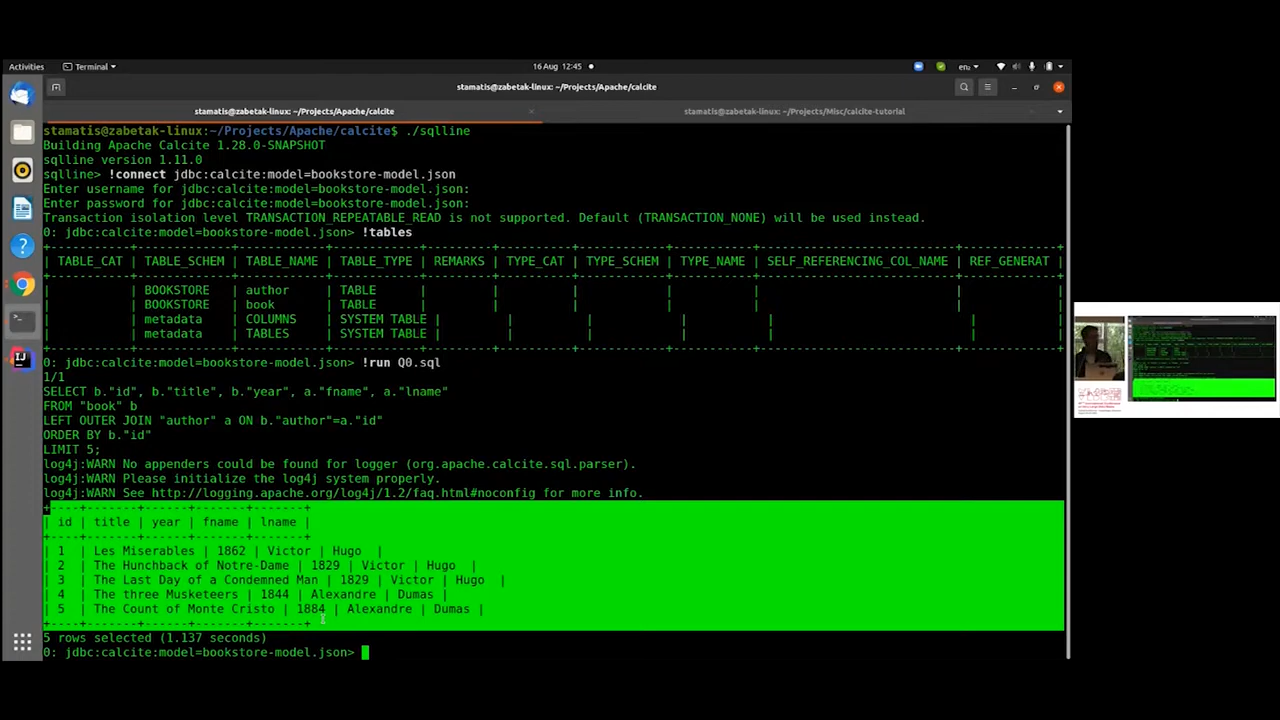 Activities
Terminal
16 Aug 12:45
en₂
stamatis@zabetak-linux: ~/Projects/Apache/calcite
stamatis@zabetak-linux: ~/Projects/Apache/calcite
stamatis@zabetak-linux: ~/Projects/Misc/calcite-tutorial
stamatis@zabetak-linux:~/Projects/Apache/calcite$ ./sqlline
Building Apache Calcite 1.28.0-SNAPSHOT
sqlline version 1.11.0
sqlline> !connect jdbc:calcite:model=bookstore-model.json
Enter username for jdbc:calcite:model=bookstore-model.json:
Enter password for jdbc:calcite:model=bookstore-model.json:
Transaction isolation level TRANSACTION_REPEATABLE_READ is not supported. Default (TRANSACTION_NONE) will be used instead.
0: jdbc:calcite:model=bookstore-model.json> !tables
+-----------+-------------+------------+------------+---------+----------+------------+-----------+---------------------------+------------+
| TABLE_CAT | TABLE_SCHEM | TABLE_NAME | TABLE_TYPE | REMARKS | TYPE_CAT | TYPE_SCHEM | TYPE_NAME | SELF_REFERENCING_COL_NAME | REF_GENERAT |
+-----------+-------------+------------+------------+---------+----------+------------+-----------+---------------------------+------------+
| | BOOKSTORE | author | TABLE | | | | | | |
| | BOOKSTORE | book | TABLE | | | | | | |
| | metadata | COLUMNS | SYSTEM TABLE | | | | | | |
| | metadata | TABLES | SYSTEM TABLE | | | | | | |
+-----------+-------------+------------+------------+---------+----------+------------+-----------+---------------------------+------------+
0: jdbc:calcite:model=bookstore-model.json> !run Q0.sql
1/1
SELECT b."id", b."title", b."year", a."fname", a."lname"
FROM "book" b
LEFT OUTER JOIN "author" a ON b."author"=a."id"
ORDER BY b."id"
LIMIT 5;
log4j:WARN No appenders could be found for logger (org.apache.calcite.sql.parser).
log4j:WARN Please initialize the log4j system properly.
log4j:WARN See http://logging.apache.org/log4j/1.2/faq.html#noconfig for more info.
+----+-------+------+-------+-------+
| id | title | year | fname | lname |
+----+-------+------+-------+-------+
| 1 | Les Miserables | 1862 | Victor | Hugo |
| 2 | The Hunchback of Notre-Dame | 1829 | Victor | Hugo |
| 3 | The Last Day of a Condemned Man | 1829 | Victor | Hugo |
| 4 | The three Musketeers | 1844 | Alexandre | Dumas |
| 5 | The Count of Monte Cristo | 1884 | Alexandre | Dumas |
+----+-------+------+-------+-------+
5 rows selected (1.137 seconds)
0: jdbc:calcite:model=bookstore-model.json>